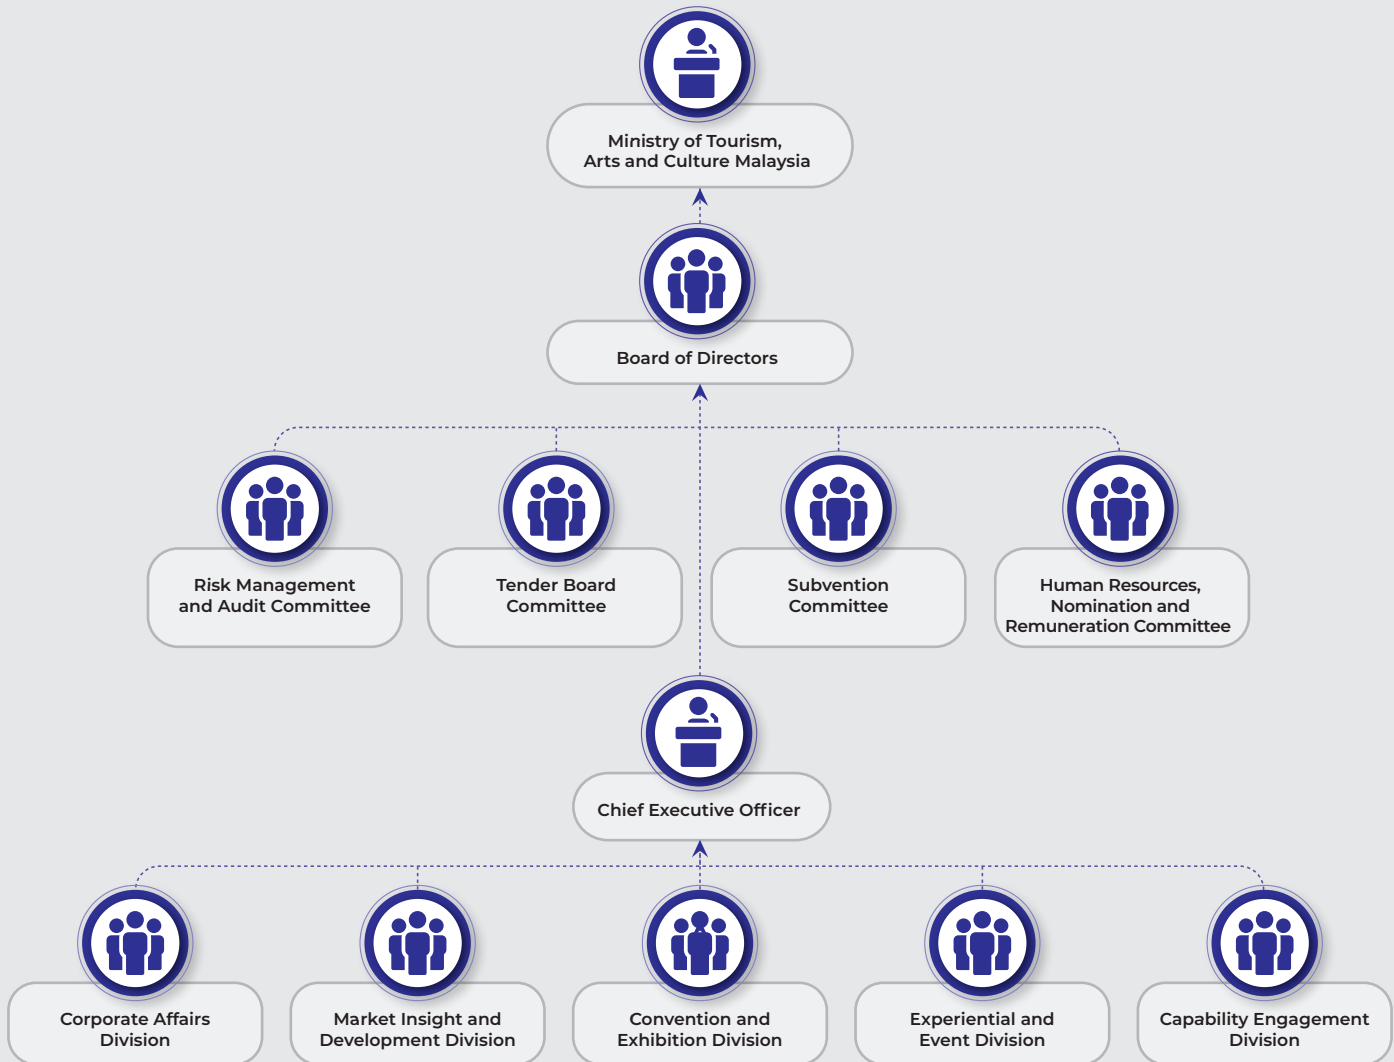 Ministry of Tourism,
Arts and Culture Malaysia
Board of Directors
Risk Management
and Audit Committee
Tender Board
Committee
Subvention
Committee
Human Resources,
Nomination and
Remuneration Committee
Chief Executive Officer
Corporate Affairs
Division
Market Insight and
Development Division
Convention and
Exhibition Division
Experiential and
Event Division
Capability Engagement
Division